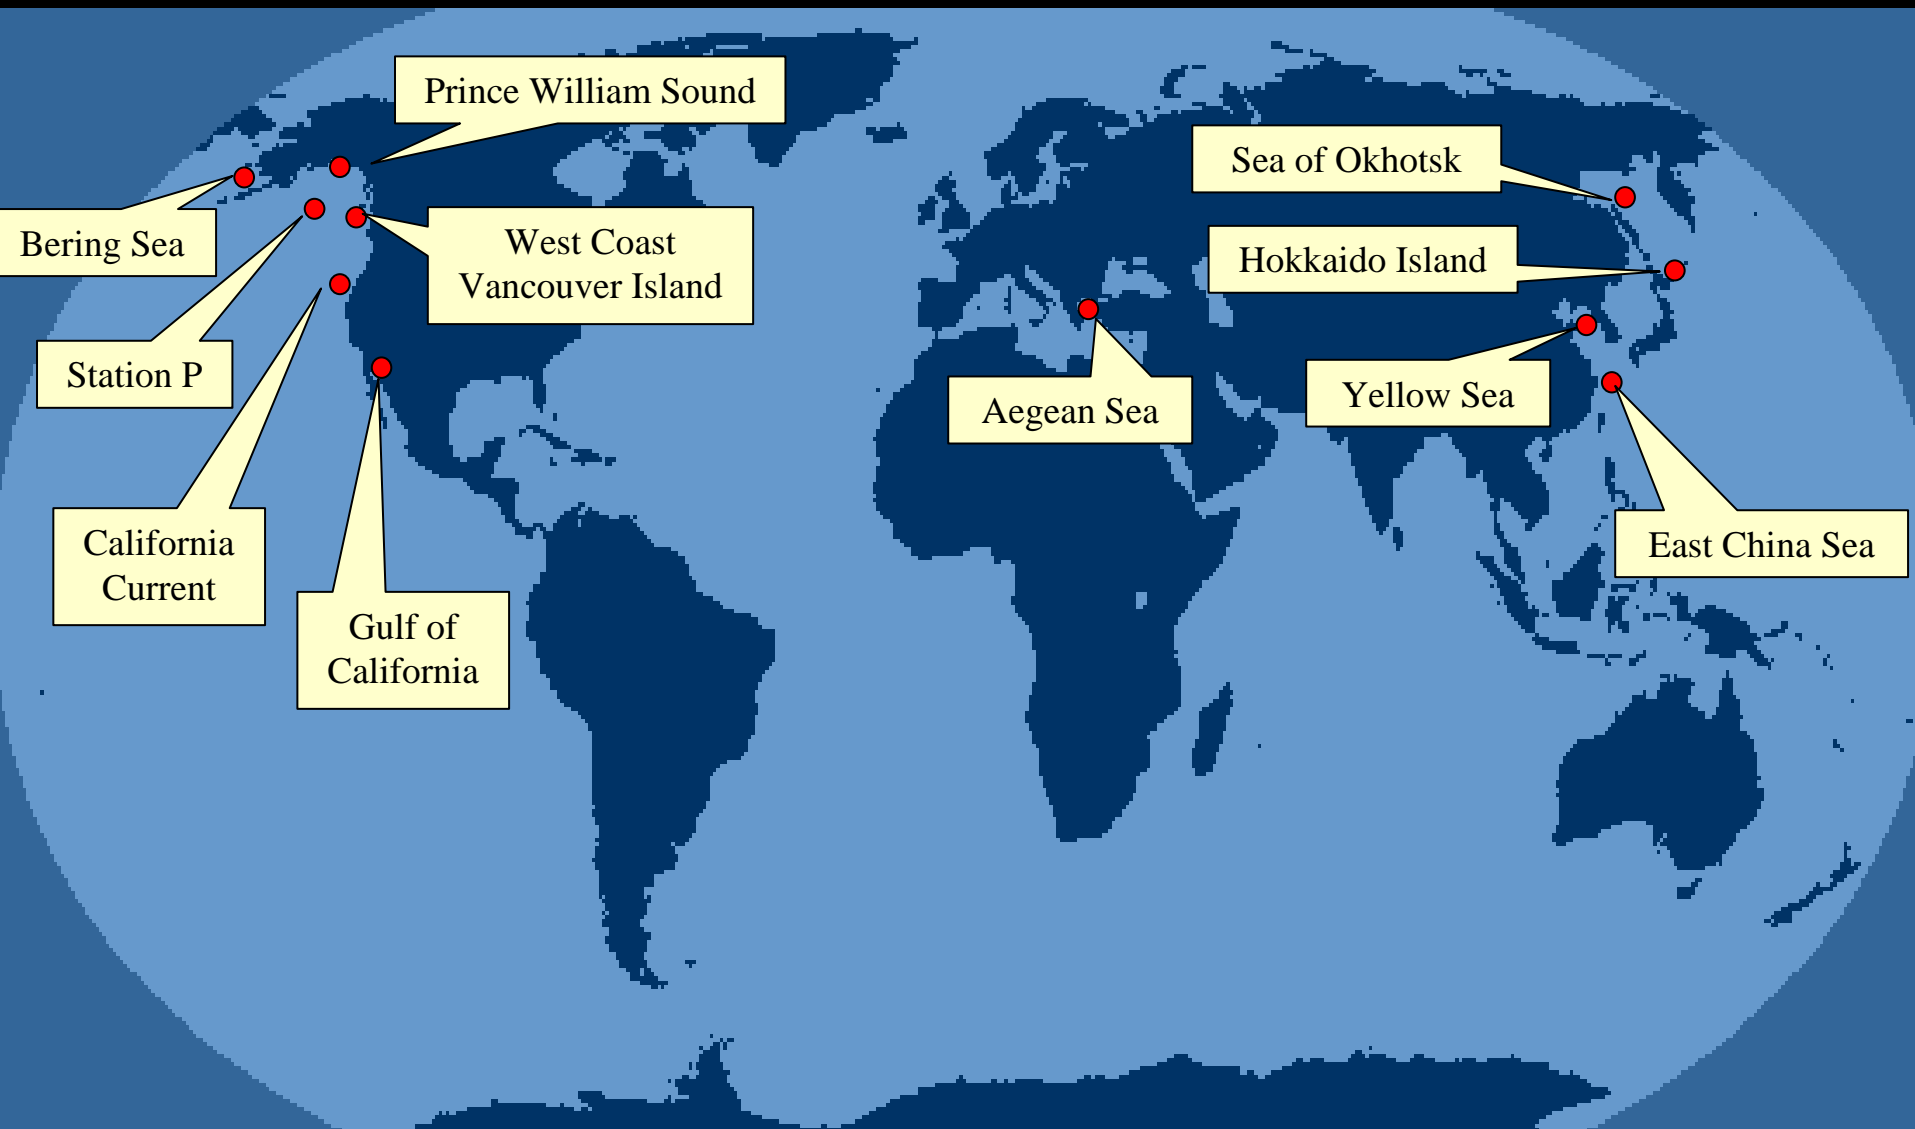 Prince William Sound
Sea of Okhotsk
Bering Sea
West Coast
Vancouver Island
Hokkaido Island
Station P
Aegean Sea
Yellow Sea
California
Current
East China Sea
Gulf of
California